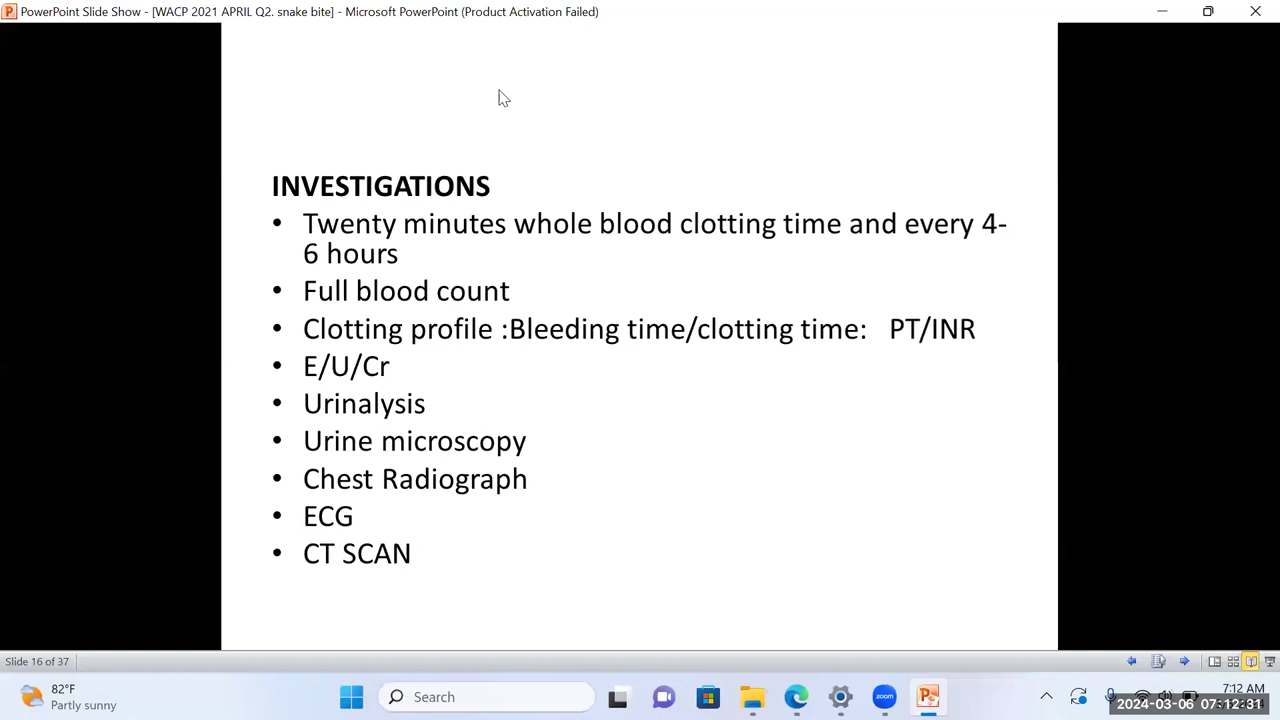 PowerPoint Slide Show - [WACP 2021 APRIL Q2. snake bite] - Microsoft PowerPoint (Product Activation Failed)
INVESTIGATIONS
• Twenty minutes whole blood clotting time and every 4-
6 hours
• Full blood count
• Clotting profile :Bleeding time/clotting time: PT/INR
• E/U/Cr
• Urinalysis
• Urine microscopy
• Chest Radiograph
• ECG
• CT SCAN
Slide 16 of 37
82°F
Partly sunny
Search
zoom
7:12 AM
2024-03-06 07:12:31